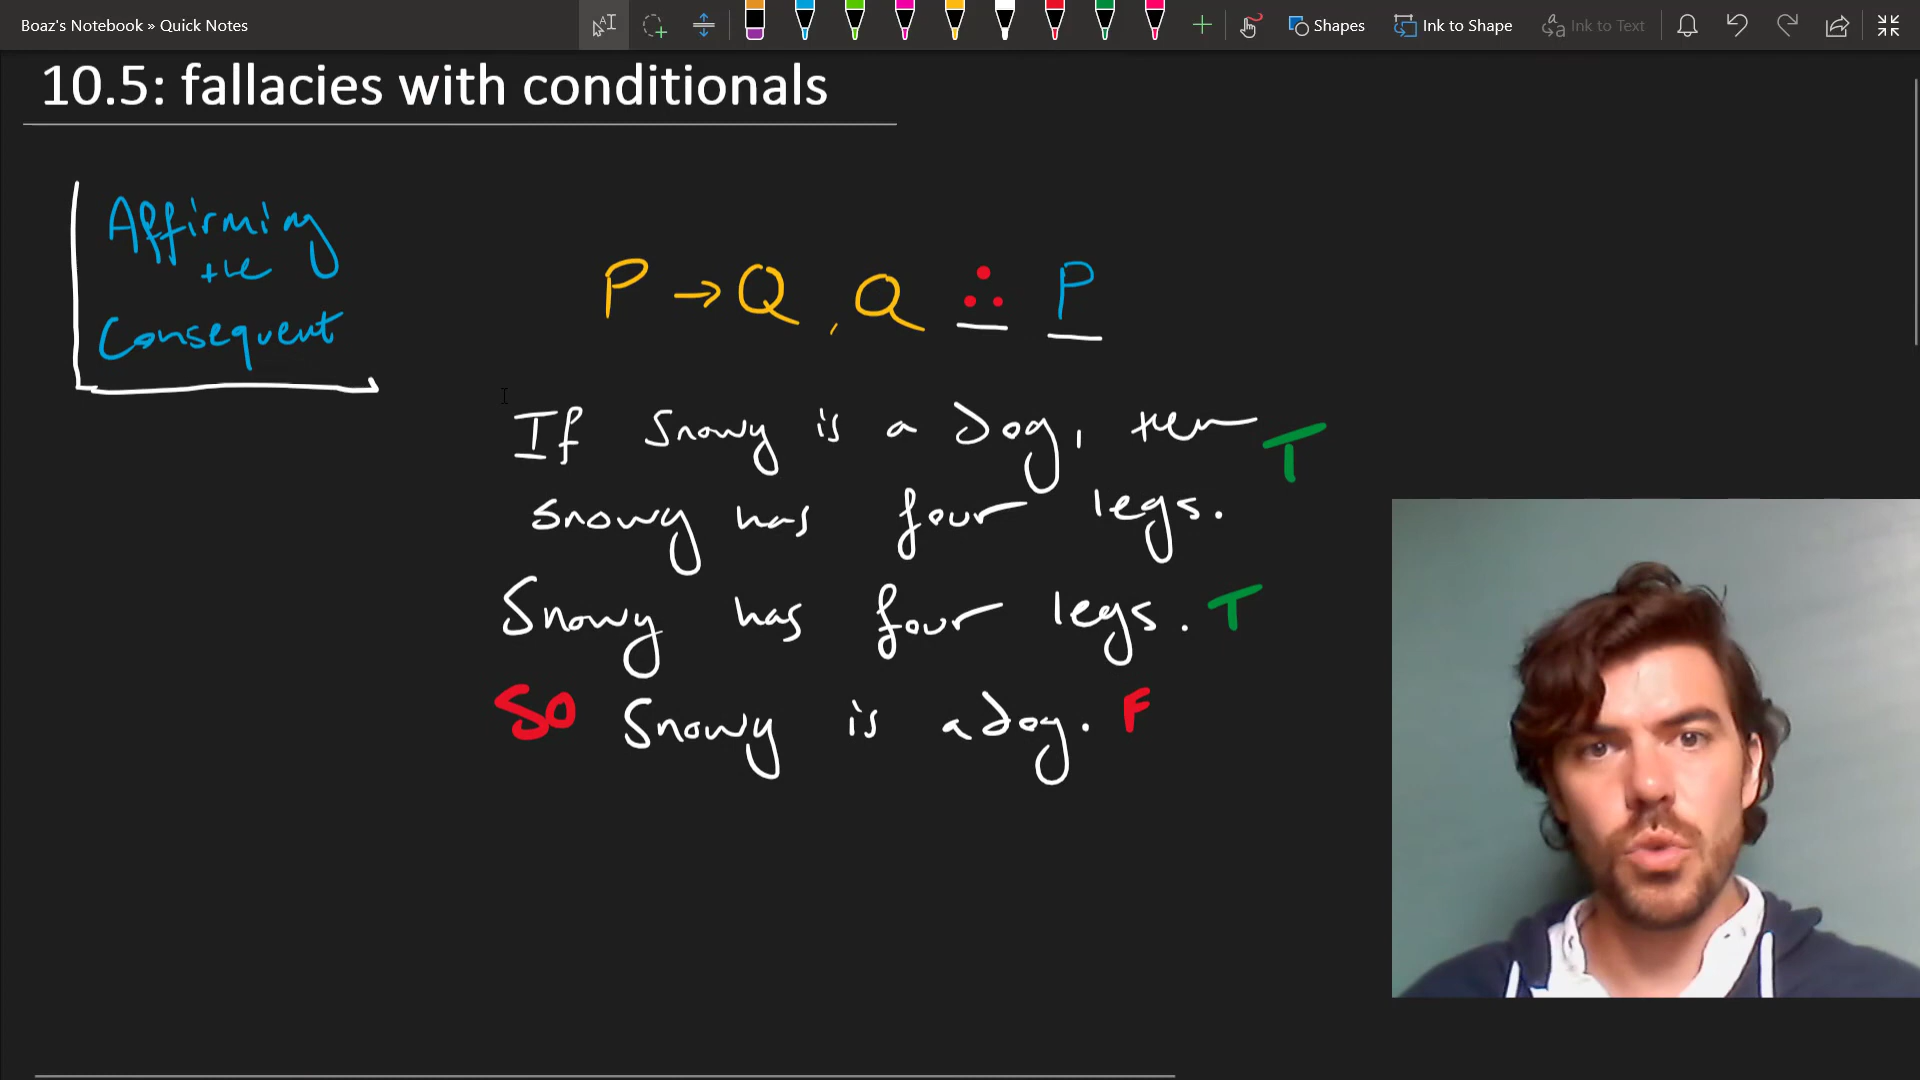 Boaz's Notebook » Quick Notes
Shapes
Ink to Shape
Ink to Text
10.5: fallacies with conditionals
Affirming
the
Consequent
P → Q, Q ∴ P
If Snowy is a dog, then T
snowy has four legs.
Snowy has four legs. T
So Snowy is a dog. F